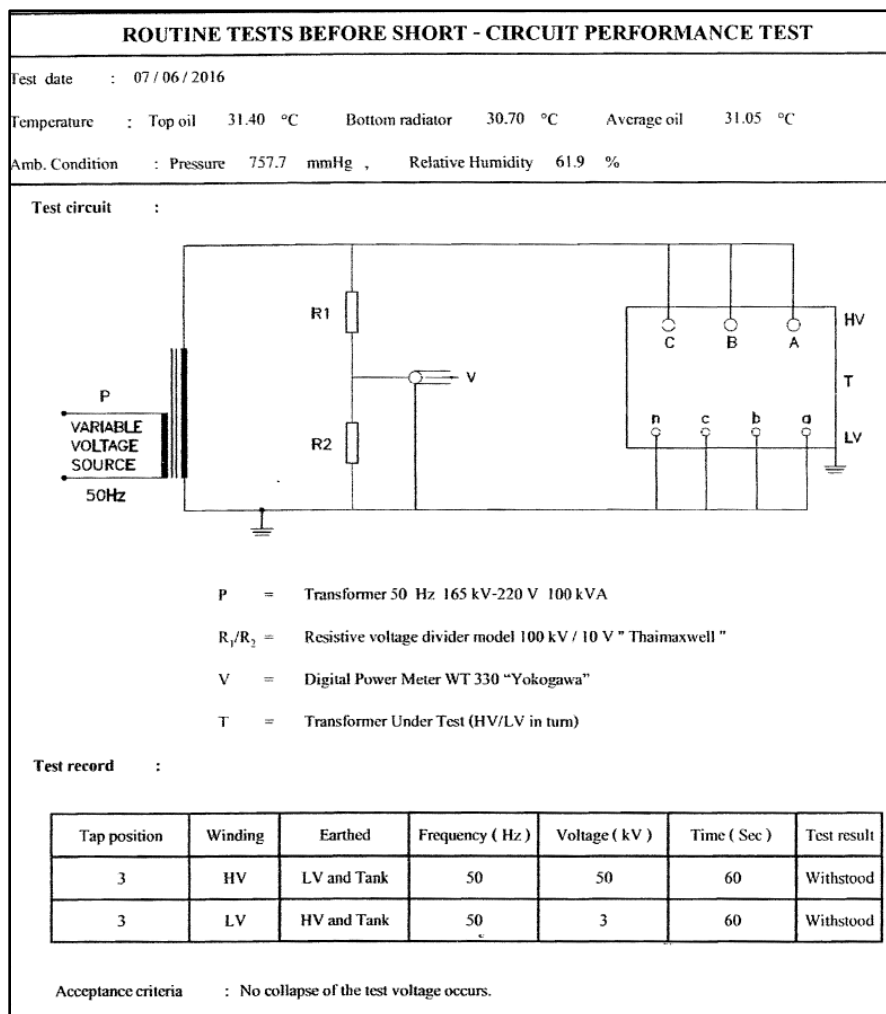 ROUTINE TESTS BEFORE SHORT - CIRCUIT PERFORMANCE TEST
Test date : 07 / 06 / 2016
Temperature : Top oil 31.40 °C Bottom radiator 30.70 °C Average oil 31.05 °C
Amb. Condition : Pressure 757.7 mmHg , Relative Humidity 61.9 %
Test circuit :
R1
C B A HV
P
V
T
VARIABLE
VOLTAGE
SOURCE
R2
n c b a
LV
50Hz
P = Transformer 50 Hz 165 kV-220 V 100 kVA
R1/R2 = Resistive voltage divider model 100 kV / 10 V " Thaimaxwell "
V = Digital Power Meter WT 330 “Yokogawa”
T = Transformer Under Test (HV/LV in turn)
Test record :
Tap position Winding Earthed Frequency ( Hz ) Voltage ( kV ) Time ( Sec ) Test result
3 HV LV and Tank 50 50 60 Withstood
3 LV HV and Tank 50 3 60 Withstood
Acceptance criteria : No collapse of the test voltage occurs.